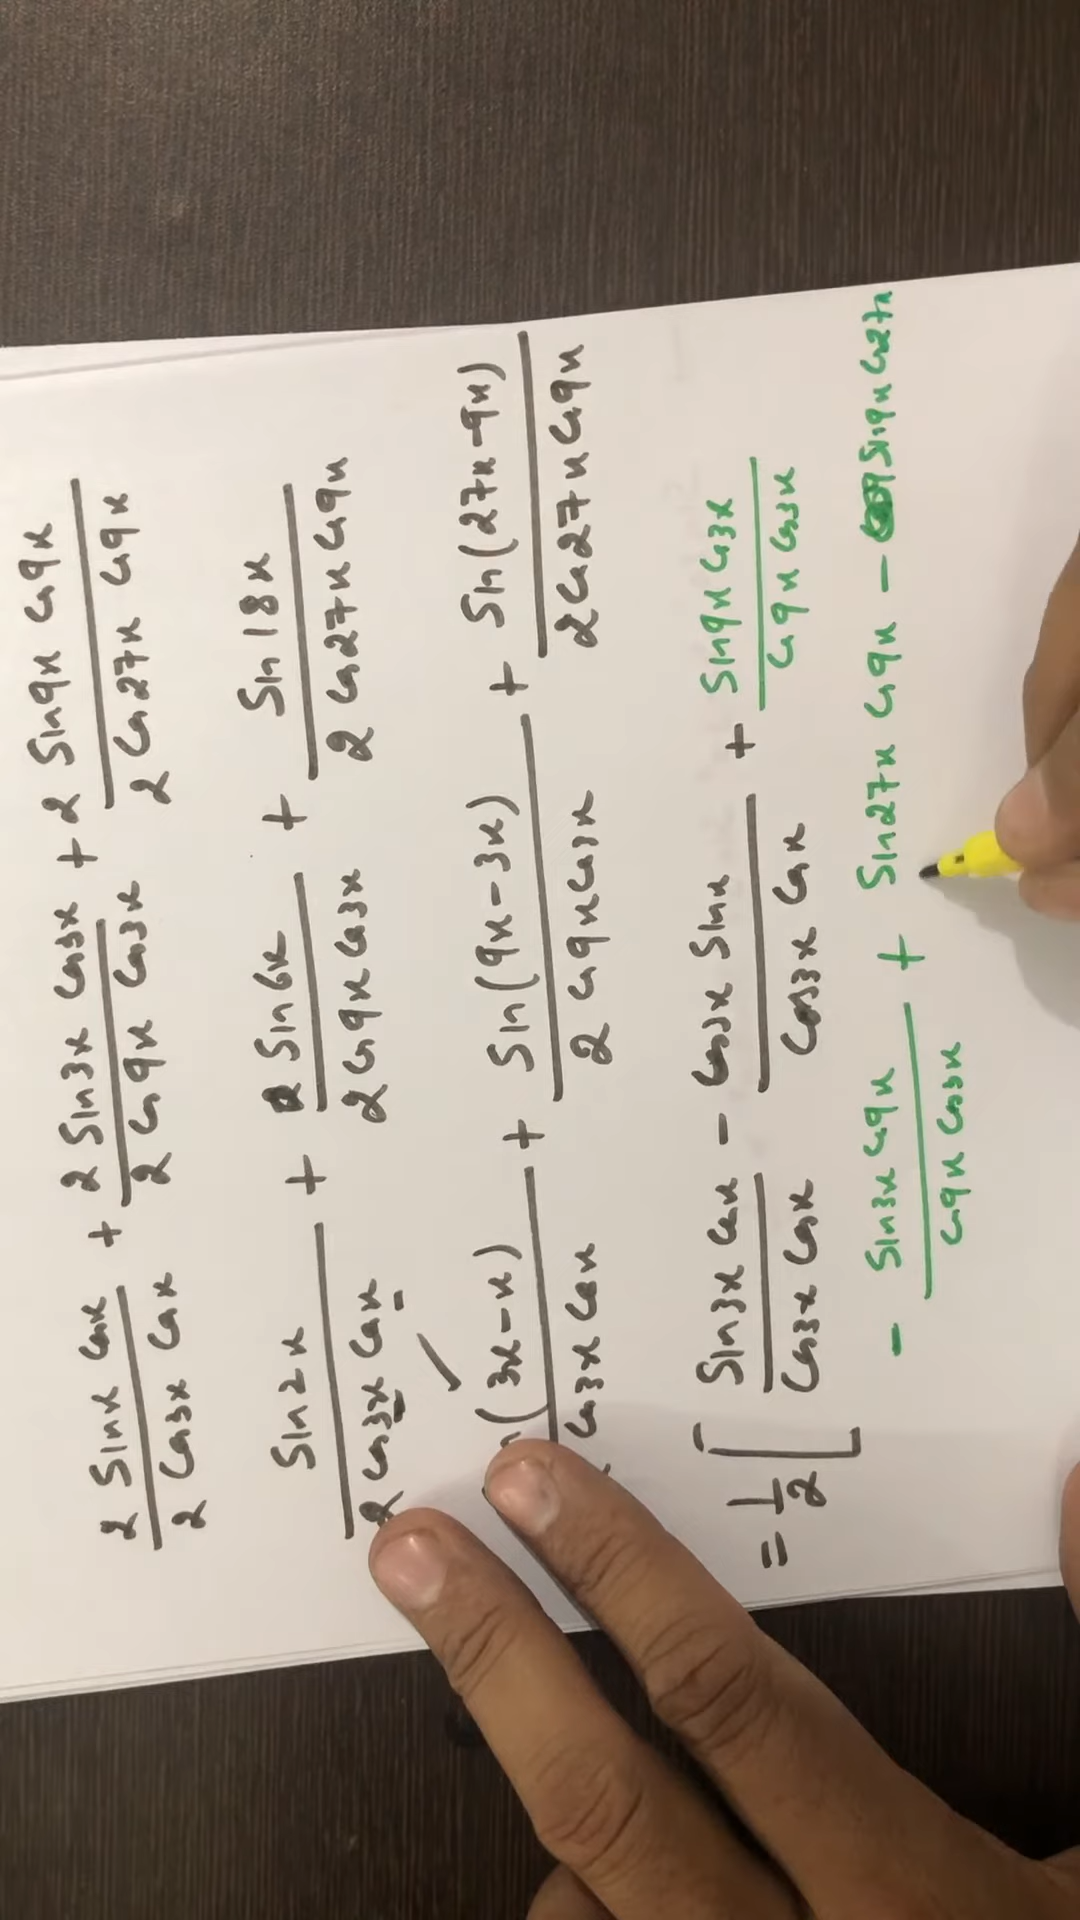 2 Sinx Cosx / 2 Cos3x Cosx + 2 Sin3x Cos3x / 2 Cos9x Cos3x + 2 Sin9x Cos9x / 2 Cos27x Cos9x
Sin2x / 2 Cos3x Cosx + Sin6x / 2 Cos9x Cos3x + Sin18x / 2 Cos27x Cos9x
(3x-x) / Cos3x Cosx + Sin(9x-3x) / 2 Cos9x Cos3x + Sin(27x-9x) / 2 Cos27x Cos9x
= 1/2 [ Sin3x Cosx / Cos3x Cosx - Cos3x Sinx / Cos3x Cosx + Sin9x Cos3x / Cos9x Cos3x
- Sin3x Cos9x / Cos9x Cos3x + Sin27x Cos9x - Sin9x Cos27x